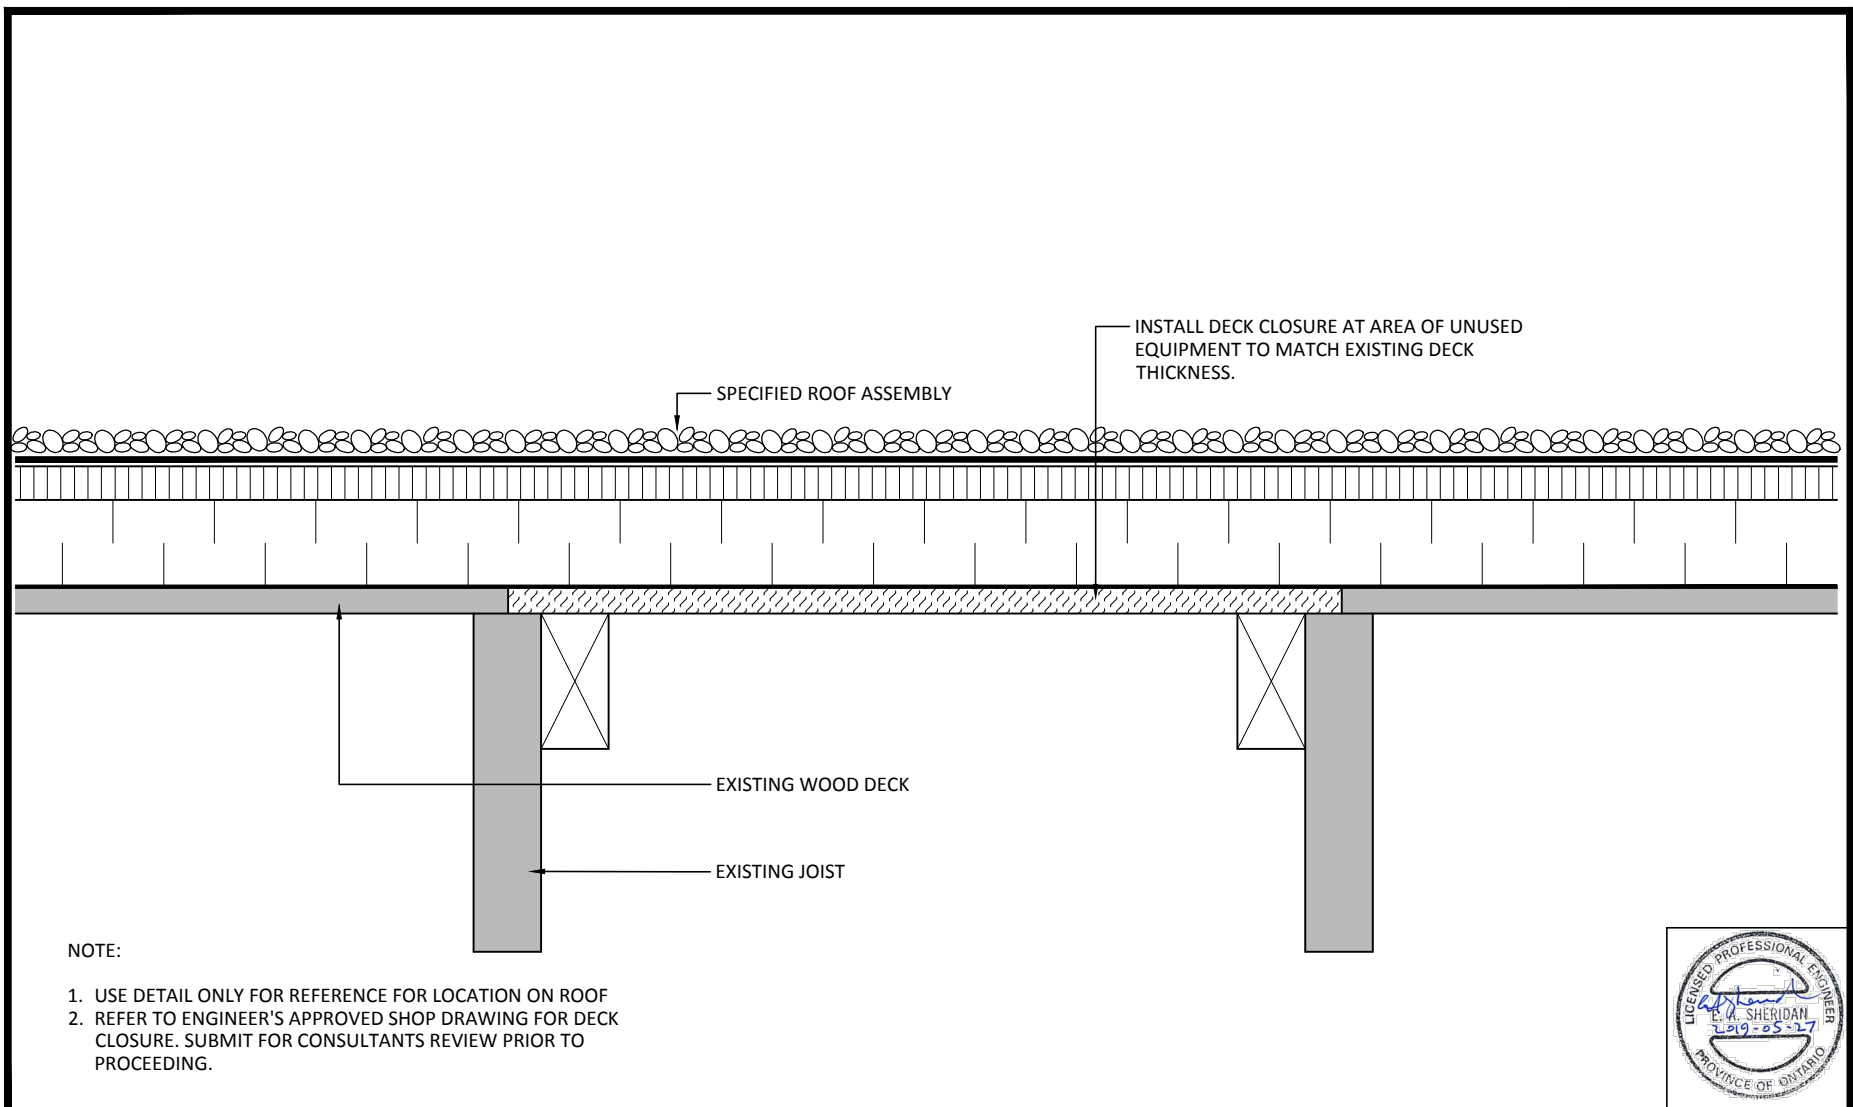 INSTALL DECK CLOSURE AT AREA OF UNUSED
EQUIPMENT TO MATCH EXISTING DECK
THICKNESS.
SPECIFIED ROOF ASSEMBLY
EXISTING WOOD DECK
EXISTING JOIST
NOTE:
1. USE DETAIL ONLY FOR REFERENCE FOR LOCATION ON ROOF
2. REFER TO ENGINEER'S APPROVED SHOP DRAWING FOR DECK
CLOSURE. SUBMIT FOR CONSULTANTS REVIEW PRIOR TO
PROCEEDING.
LICENSED PROFESSIONAL ENGINEER
E. A. SHERIDAN
2019-05-27
PROVINCE OF ONTARIO